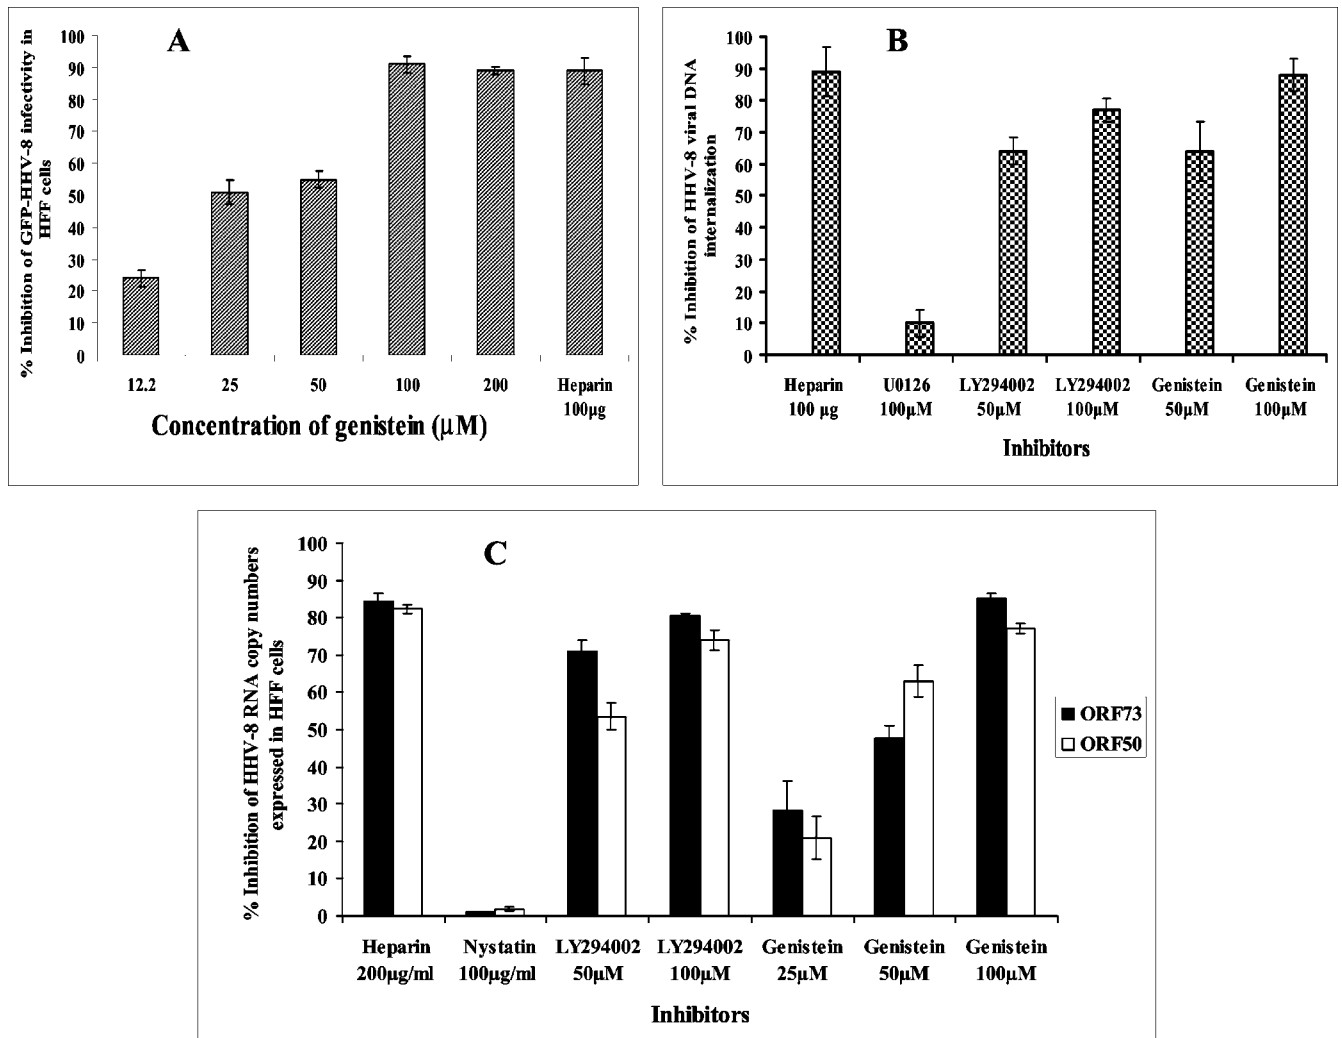 A
% Inhibition of GFP-HHV-8 infectivity in
HFF cells
100
90
80
70
60
50
40
30
20
10
0
12.2 25 50 100 200 Heparin
100µg
Concentration of genistein (µM)
B
% Inhibition of HHV-8 viral DNA
internalization
100
90
80
70
60
50
40
30
20
10
0
Heparin U0126 LY294002 LY294002 Genistein Genistein
100 µg 100µM 50µM 100µM 50µM 100µM
Inhibitors
C
% Inhibition of HHV-8 RNA copy numbers
expressed in HFF cells
100
90
80
70
60
50
40
30
20
10
0
ORF73
ORF50
Heparin Nystatin LY294002 LY294002 Genistein Genistein Genistein
200µg/ml 100µg/ml 50µM 100µM 25µM 50µM 100µM
Inhibitors